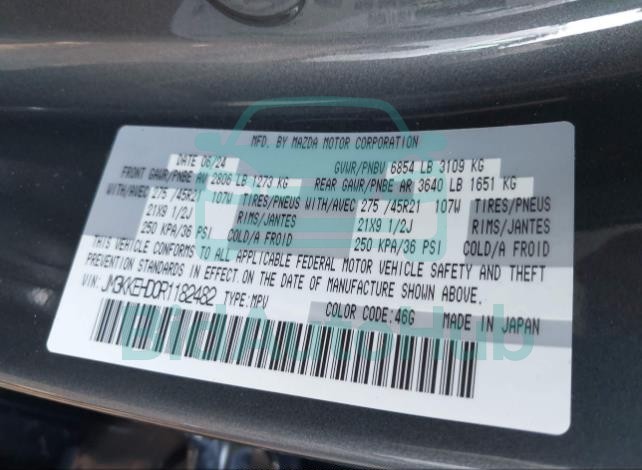 MFD. BY MAZDA MOTOR CORPORATION
DATE 06/24 GVWR/PNBV 6854 LB 3109 KG
FRONT GAWR/PNBE AV 2806 LB 1273 KG REAR GAWR/PNBE AR 3640 LB 1651 KG
WITH/AVEC 275 /45R21 107W TIRES/PNEUS WITH/AVEC 275 /45R21 107W TIRES/PNEUS
21X9 1/2J RIMS/JANTES 21X9 1/2J RIMS/JANTES
250 KPA/36 PSI COLD/A FROID 250 KPA/36 PSI COLD/A FROID
THIS VEHICLE CONFORMS TO ALL APPLICABLE FEDERAL MOTOR VEHICLE SAFETY AND THEFT
PREVENTION STANDARDS IN EFFECT ON THE DATE OF MANUFACTURE SHOWN ABOVE.
VIN: JM3KKEHD0R1182482 TYPE: MPV COLOR CODE:46G MADE IN JAPAN
BidAutoHub